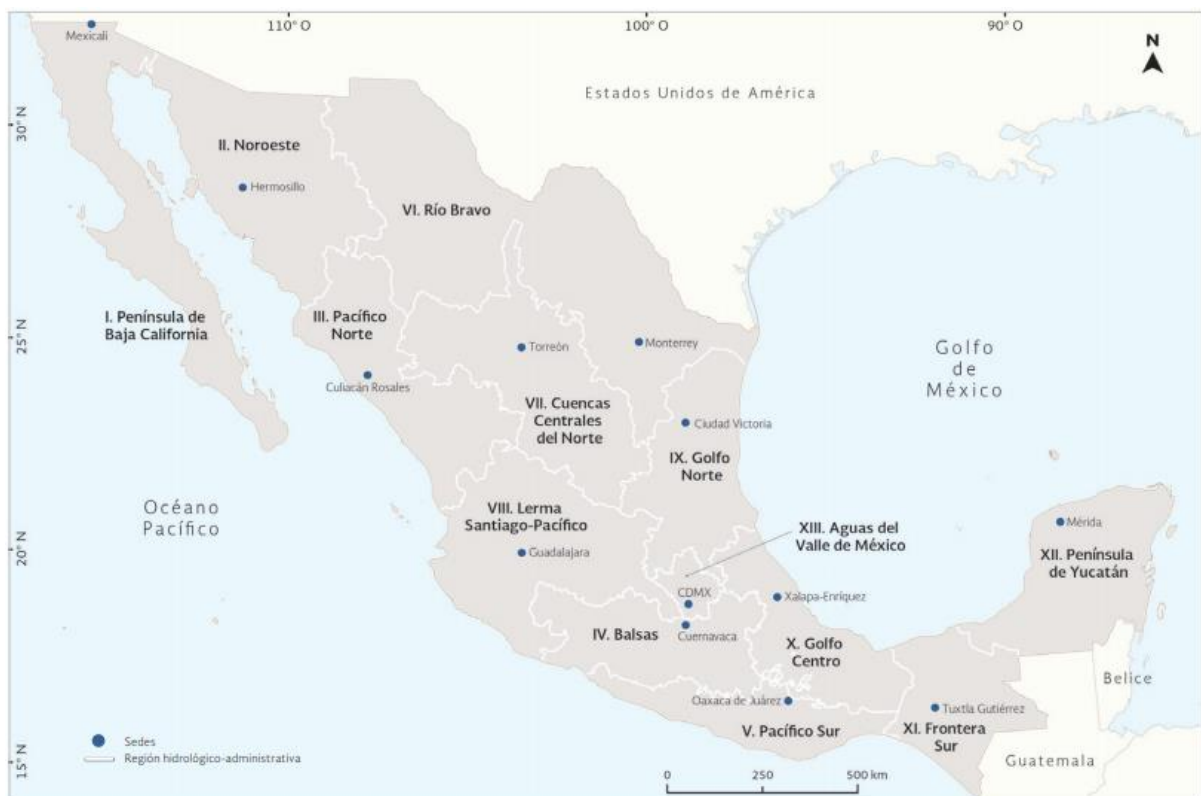 110° O
100° O
90° O
N
Mexicali
Estados Unidos de América
30° N
II. Noroeste
Hermosillo
VI. Río Bravo
I. Península de
Baja California
III. Pacífico
Norte
25° N
Torreón
Monterrey
Golfo
de
México
Culiacán Rosales
VII. Cuencas
Centrales
del Norte
Ciudad Victoria
IX. Golfo
Norte
Océano
Pacífico
VIII. Lerma
Santiago-Pacífico
XIII. Aguas del
Valle de México
Mérida
20° N
Guadalajara
XII. Península
de Yucatán
CDMX
Xalapa-Enríquez
IV. Balsas
Cuernavaca
X. Golfo
Centro
Belice
Oaxaca de Juárez
Tuxtla Gutiérrez
V. Pacífico Sur
XI. Frontera
Sur
Sedes
Región hidrológico-administrativa
Guatemala
15° N
0
250
500 km